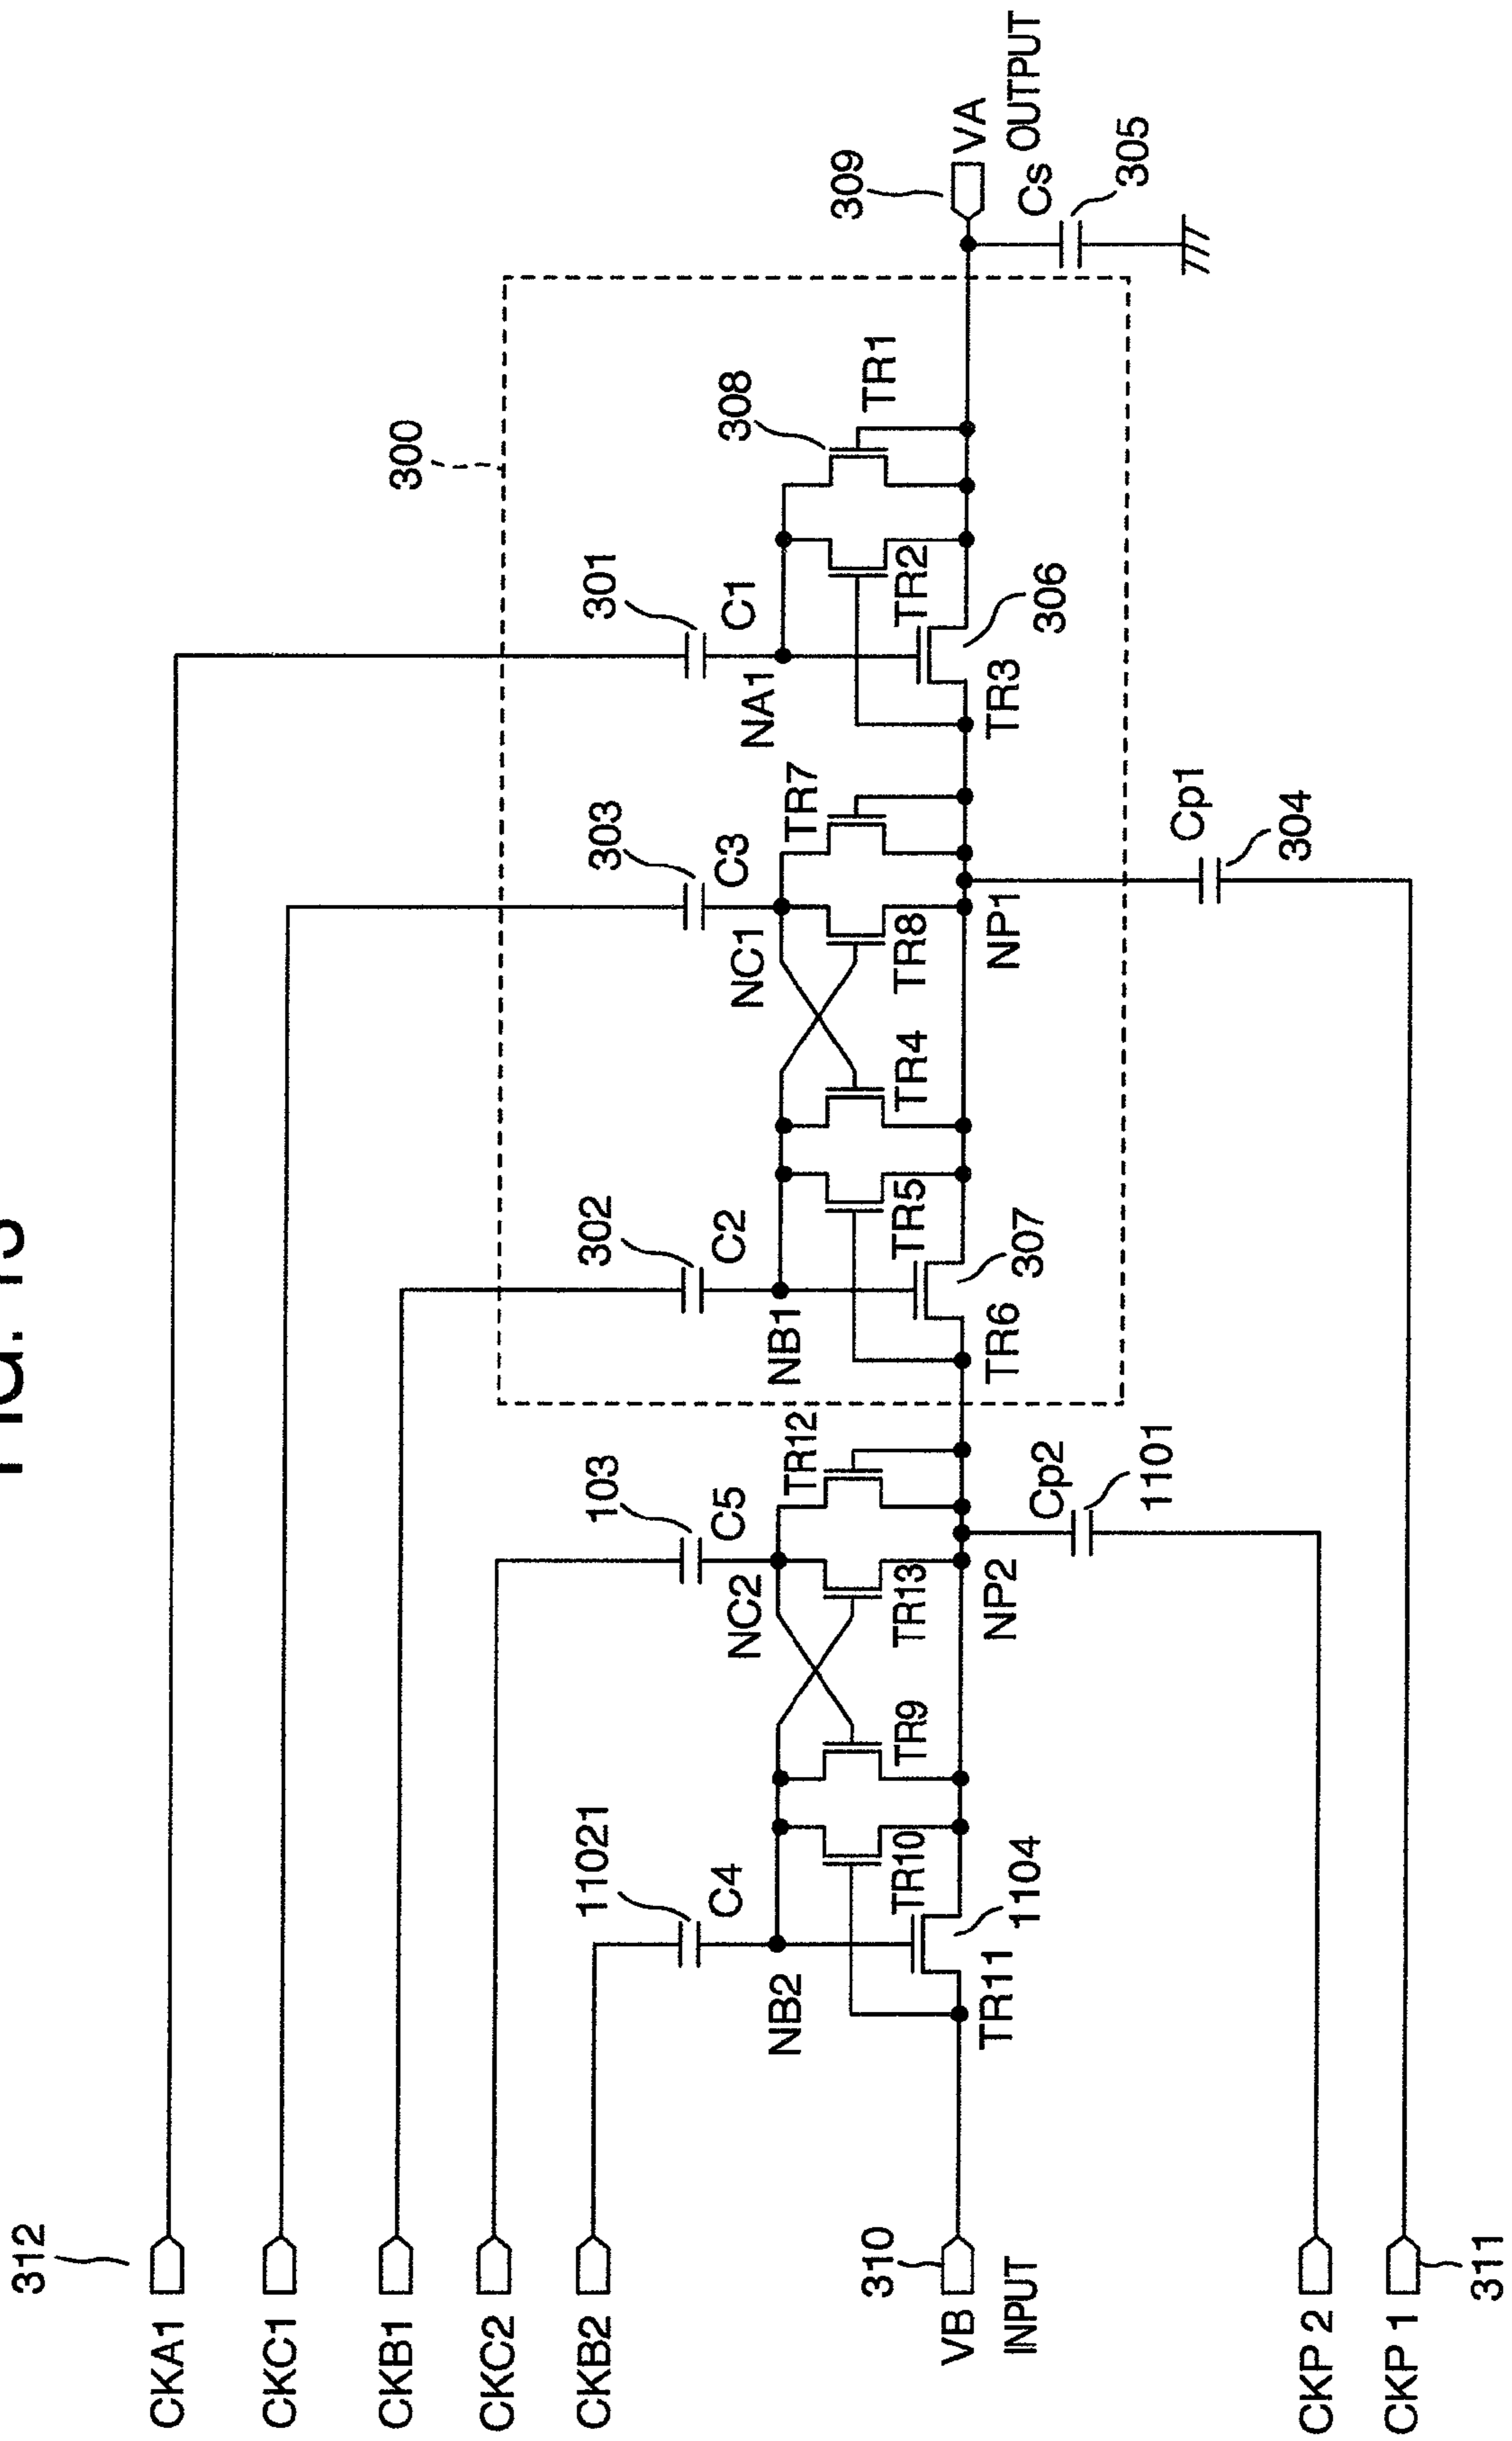 312
CKA1
CKC1
CKB1
300
CKC2
CKB2
11021
103
302
303
301
C4
C5
C2
C3
C1
308
NB2
NC2
NB1
NC1
NA1
TR12
TR7
TR1
310
309
TR10
TR9
TR13
TR5
TR4
TR8
TR2
VB
VA
INPUT
OUTPUT
TR11
1104
NP2
TR6
307
NP1
TR3
306
Cp2
1101
Cs
305
Cp1
304
CKP 2
CKP 1
311